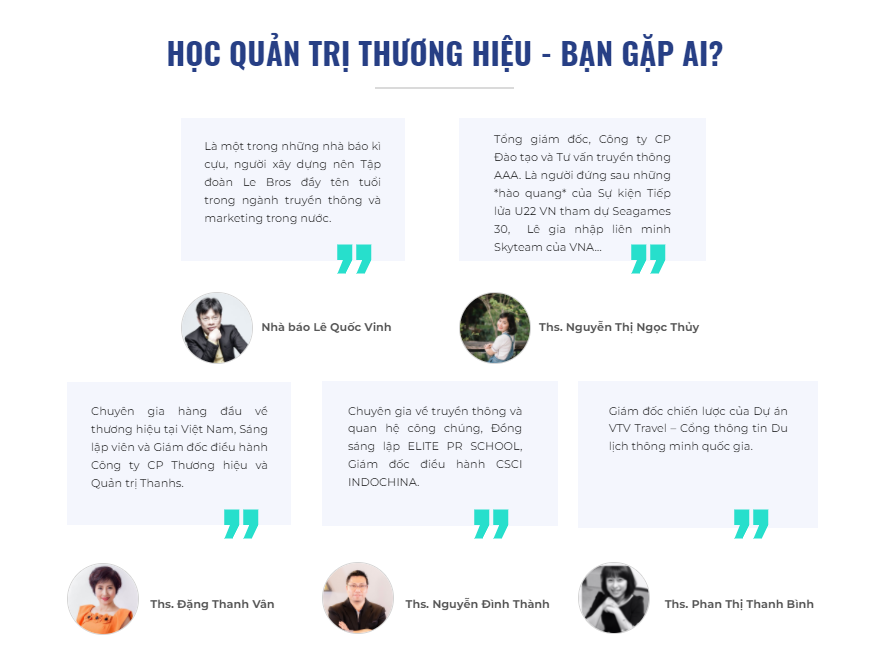 HỌC QUẢN TRỊ THƯƠNG HIỆU - BẠN GẶP AI?
Là một trong những nhà báo kì
cựu, người xây dựng nên Tập
đoàn Le Bros đầy tên tuổi
trong ngành truyền thông và
marketing trong nước.
Nhà báo Lê Quốc Vinh
Tổng giám đốc, Công ty CP
Đào tạo và Tư vấn truyền thông
AAA. Là người đứng sau những
*hào quang* của Sự kiện Tiếp
lửa U22 VN tham dự Seagames
30, Lê gia nhập liên minh
Skyteam của VNA...
Ths. Nguyễn Thị Ngọc Thủy
Chuyên gia hàng đầu về
thương hiệu tại Việt Nam, Sáng
lập viên và Giám đốc điều hành
Công ty CP Thương hiệu và
Quản trị Thanhs.
Ths. Đặng Thanh Vân
Chuyên gia về truyền thông và
quan hệ công chúng, Đồng
sáng lập ELITE PR SCHOOL,
Giám đốc điều hành CSCI
INDOCHINA.
Ths. Nguyễn Đình Thành
Giám đốc chiến lược của Dự án
VTV Travel – Cổng thông tin Du
lịch thông minh quốc gia.
Ths. Phan Thị Thanh Bình